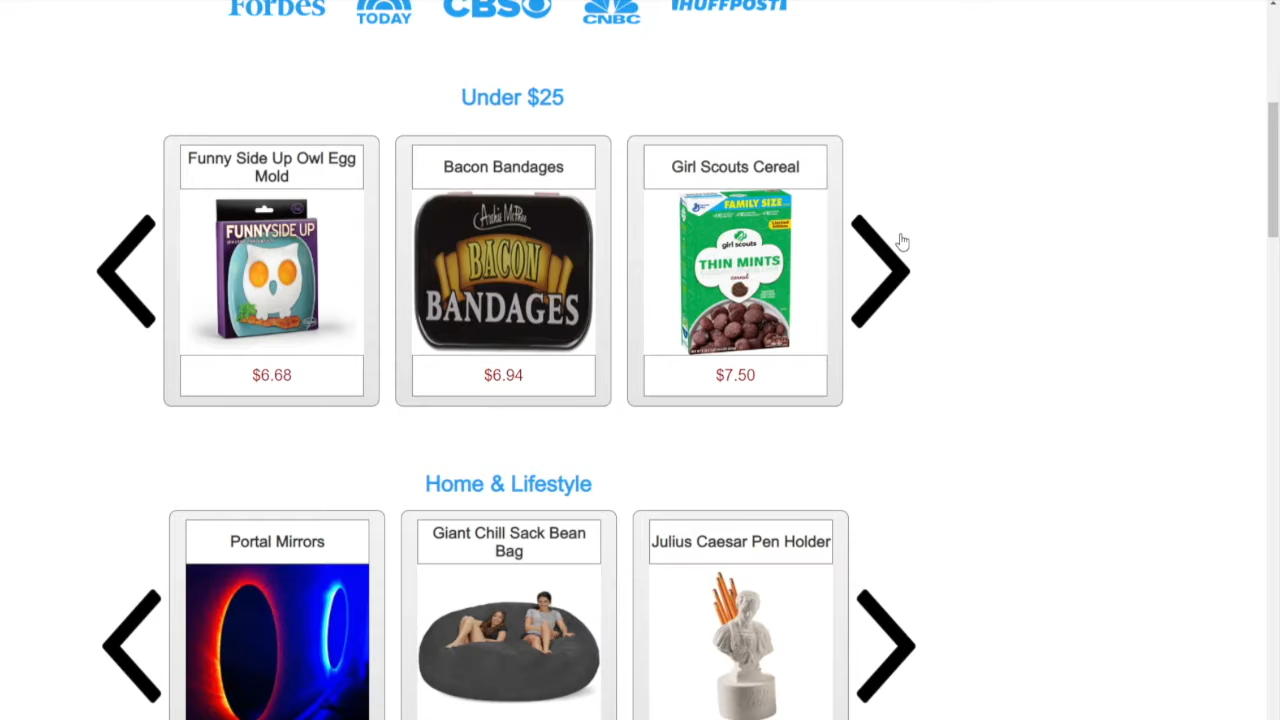 Forbes TODAY CBS CNBC HUFFPOST
Under $25
Funny Side Up Owl Egg
Mold
Bacon Bandages
Girl Scouts Cereal
FUNNYSIDE UP
Archie McPhee
BACON
BANDAGES
FAMILY SIZE
girl scouts
THIN MINTS
cereal
$6.68
$6.94
$7.50
Home & Lifestyle
Portal Mirrors
Giant Chill Sack Bean
Bag
Julius Caesar Pen Holder